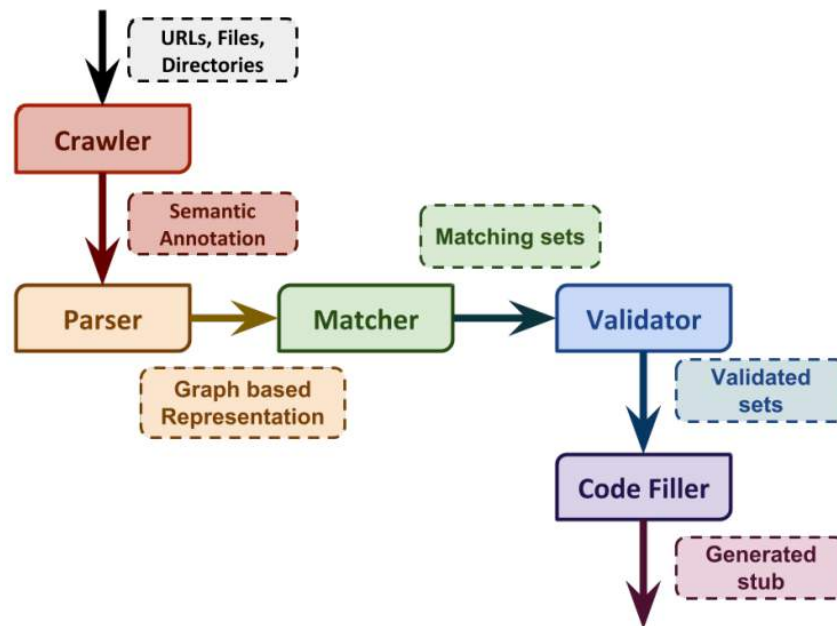 URLs, Files,
Directories
Crawler
Semantic
Annotation
Matching sets
Parser
Matcher
Validator
Graph based
Representation
Validated
sets
Code Filler
Generated
stub